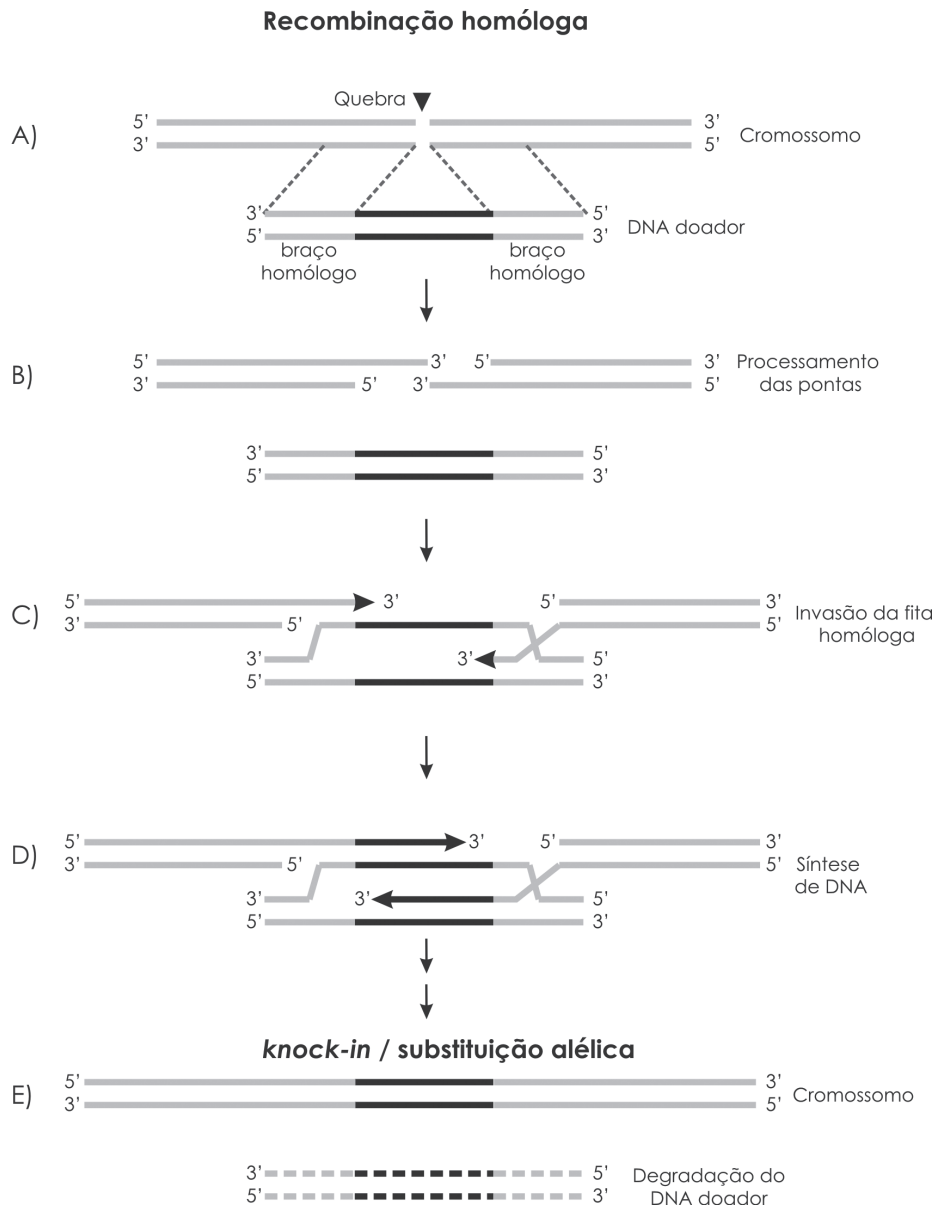 Recombinação homóloga
Quebra
A)
5’ 3’
3’ 5’
Cromossomo
3’ 5’
5’ 3’
DNA doador
braço homólogo
braço homólogo
B)
5’ 3’ 5’ 3’
3’ 5’ 3’ 5’
Processamento
das pontas
3’ 5’
5’ 3’
C)
5’ 3’ 5’ 3’
3’ 5’ 5’
Invasão da fita
homóloga
3’ 3’ 5’
5’ 3’
D)
5’ 3’ 5’ 3’
3’ 5’ 5’
Síntese
de DNA
3’ 3’ 5’
5’ 3’
knock-in / substituição alélica
E)
5’ 3’
3’ 5’
Cromossomo
3’ 5’
5’ 3’
Degradação do
DNA doador